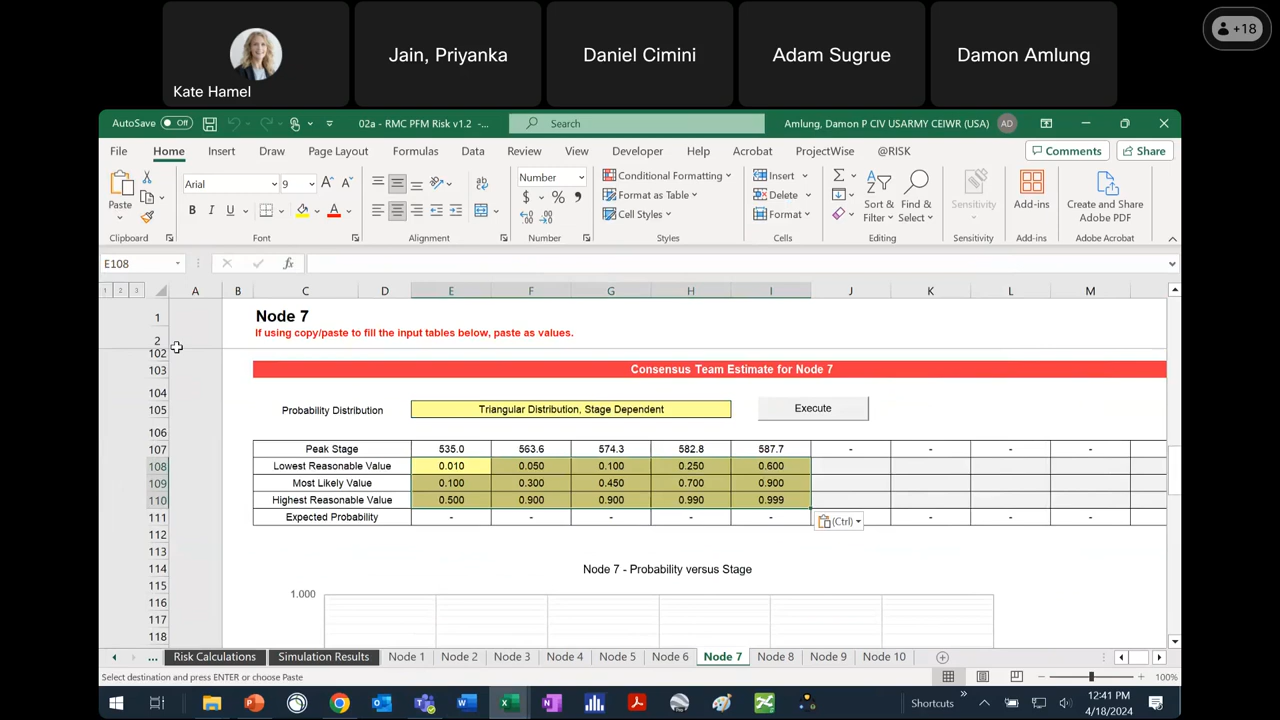 Kate Hamel
Jain, Priyanka
Daniel Cimini
Adam Sugrue
Damon Amlung
+18
AutoSave Off
02a - RMC PFM Risk v1.2 -...
Search
Amlung, Damon P CIV USARMY CEIWR (USA)
AD
File Home Insert Draw Page Layout Formulas Data Review View Developer Help Acrobat ProjectWise @RISK
Comments
Share
Paste
Arial
9
Number
Conditional Formatting
Format as Table
Cell Styles
Insert
Delete
Format
Sort & Filter
Find & Select
Sensitivity
Add-ins
Create and Share Adobe PDF
Clipboard Font Alignment Number Styles Cells Editing Sensitivity Add-ins Adobe Acrobat
E108
fx
1 2 3
A B C D E F G H I J K L M
1 Node 7
2 If using copy/paste to fill the input tables below, paste as values.
102
103 Consensus Team Estimate for Node 7
104
105 Probability Distribution Triangular Distribution, Stage Dependent Execute
106
107 Peak Stage 535.0 563.6 574.3 582.8 587.7 - - - -
108 Lowest Reasonable Value 0.010 0.050 0.100 0.250 0.600
109 Most Likely Value 0.100 0.300 0.450 0.700 0.900
110 Highest Reasonable Value 0.500 0.900 0.900 0.990 0.999
111 Expected Probability - - - - - - - - -
(Ctrl)
112
113
114 Node 7 - Probability versus Stage
115
116 1.000
117
118
... Risk Calculations Simulation Results Node 1 Node 2 Node 3 Node 4 Node 5 Node 6 Node 7 Node 8 Node 9 Node 10
Select destination and press ENTER or choose Paste
100%
Shortcuts
12:41 PM
4/18/2024